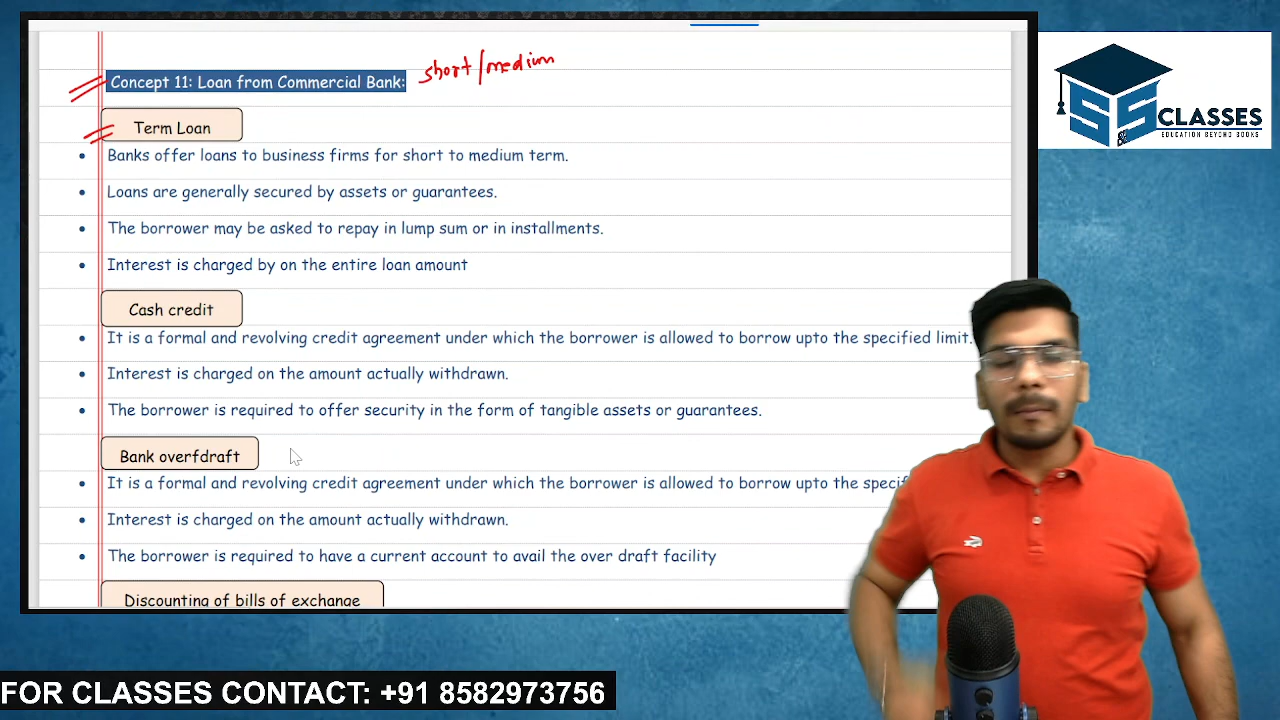 Concept 11: Loan from Commercial Bank: short/medium
Term Loan
• Banks offer loans to business firms for short to medium term.
• Loans are generally secured by assets or guarantees.
• The borrower may be asked to repay in lump sum or in installments.
• Interest is charged by on the entire loan amount
Cash credit
• It is a formal and revolving credit agreement under which the borrower is allowed to borrow upto the specified limit.
• Interest is charged on the amount actually withdrawn.
• The borrower is required to offer security in the form of tangible assets or guarantees.
Bank overfdraft
• It is a formal and revolving credit agreement under which the borrower is allowed to borrow upto the
• Interest is charged on the amount actually withdrawn.
• The borrower is required to have a current account to avail the over draft facility
Discounting of bills of exchange
SS CLASSES
EDUCATION BEYOND BOOKS
FOR CLASSES CONTACT: +91 8582973756